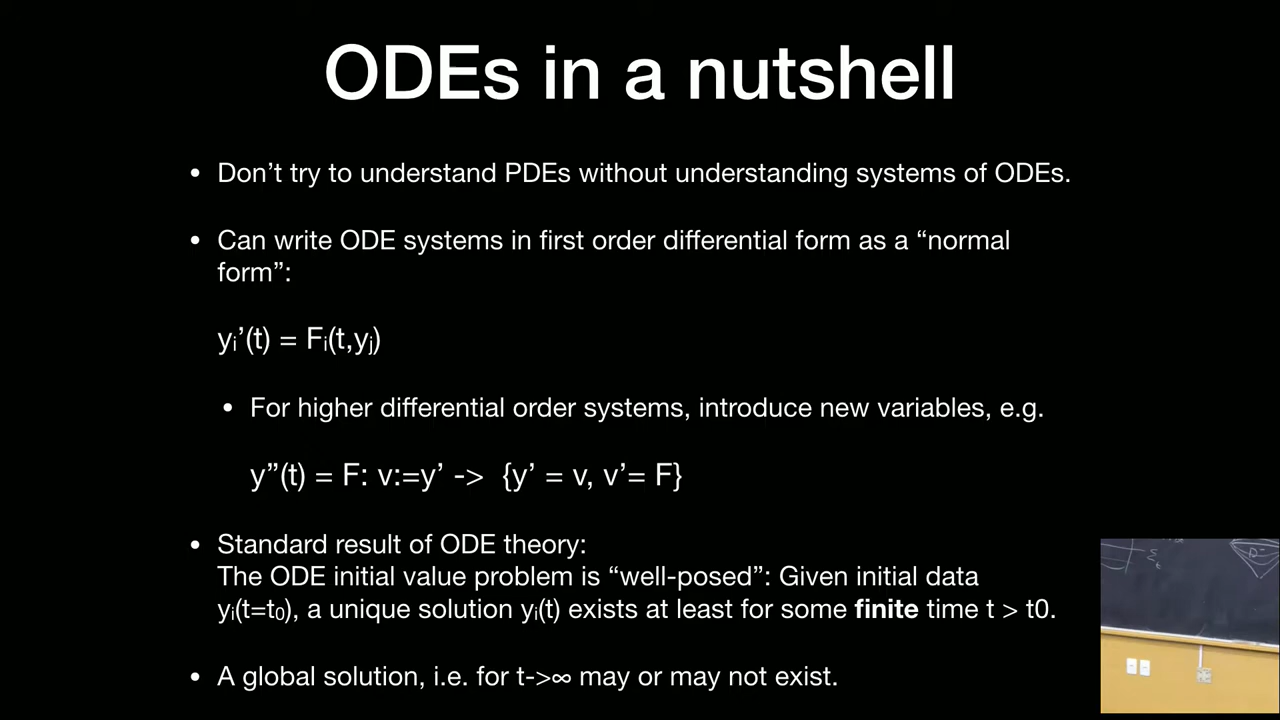 ODEs in a nutshell
• Don’t try to understand PDEs without understanding systems of ODEs.
• Can write ODE systems in first order differential form as a “normal
form”:
yᵢ’(t) = Fᵢ(t,yⱼ)
• For higher differential order systems, introduce new variables, e.g.
y”(t) = F: v:=y’ -> {y’ = v, v’= F}
• Standard result of ODE theory:
The ODE initial value problem is “well-posed”: Given initial data
yᵢ(t=t₀), a unique solution yᵢ(t) exists at least for some finite time t > t0.
• A global solution, i.e. for t->∞ may or may not exist.